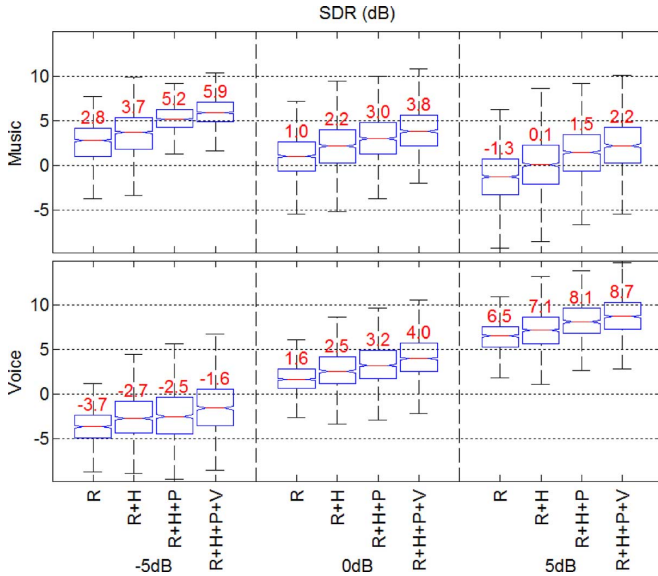 SDR (dB)
Music
10
5
0
-5
2.8
3.7
5.2
5.9
1.0
2.2
3.0
3.8
-1.3
0.1
1.5
2.2
Voice
10
5
0
-5
-3.7
-2.7
-2.5
-1.6
1.6
2.5
3.2
4.0
6.5
7.1
8.1
8.7
R
R+H
R+H+P
R+H+P+V
R
R+H
R+H+P
R+H+P+V
R
R+H
R+H+P
R+H+P+V
-5dB
0dB
5dB